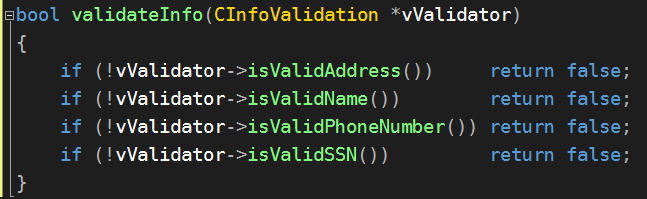 bool validateInfo(CInfoValidation *vValidator)
{
    if (!vValidator->isValidAddress())     return false;
    if (!vValidator->isValidName())        return false;
    if (!vValidator->isValidPhoneNumber()) return false;
    if (!vValidator->isValidSSN())         return false;
}